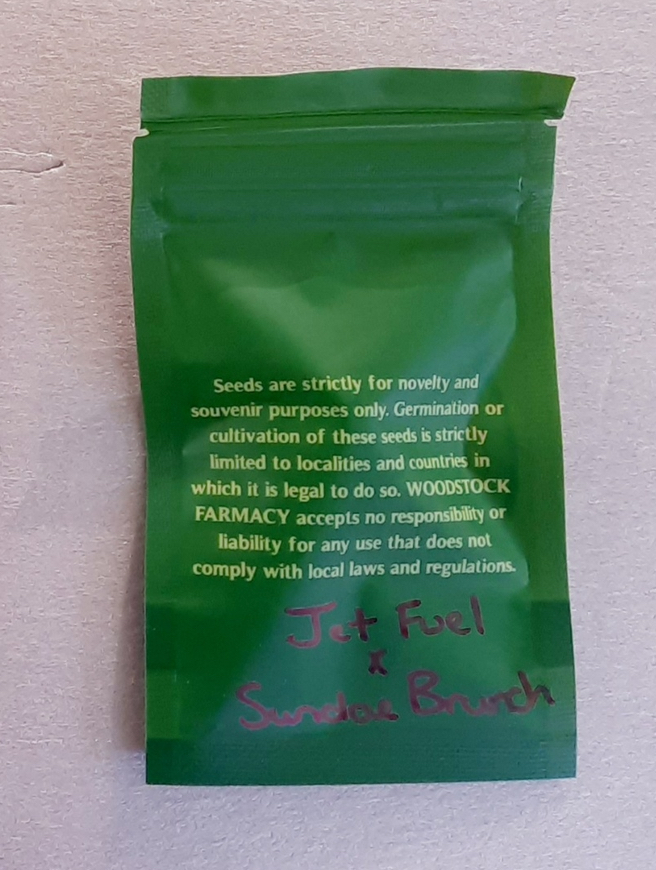 Seeds are strictly for novelty and
souvenir purposes only. Germination or
cultivation of these seeds is strictly
limited to localities and countries in
which it is legal to do so. WOODSTOCK
FARMACY accepts no responsibility or
liability for any use that does not
comply with local laws and regulations.
Jet Fuel
x
Sundae Brunch